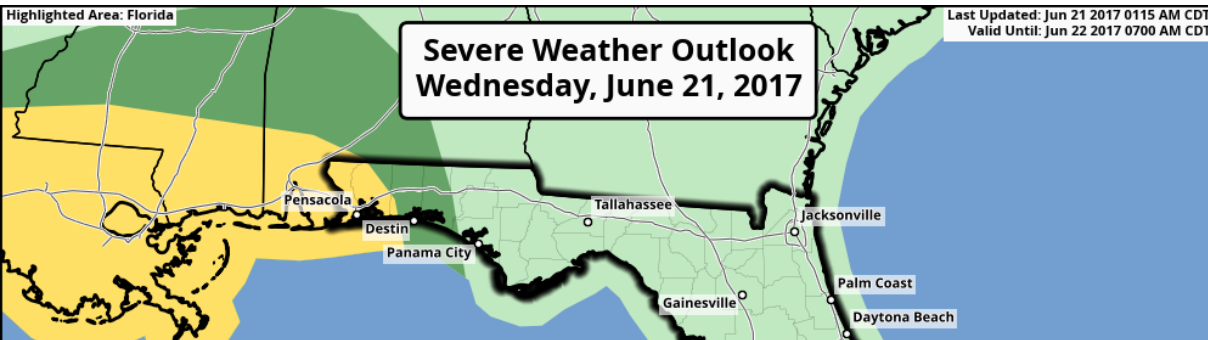 Highlighted Area: Florida
Last Updated: Jun 21 2017 0115 AM CDT
Valid Until: Jun 22 2017 0700 AM CDT
Severe Weather Outlook
Wednesday, June 21, 2017
Pensacola
Destin
Panama City
Tallahassee
Jacksonville
Gainesville
Palm Coast
Daytona Beach